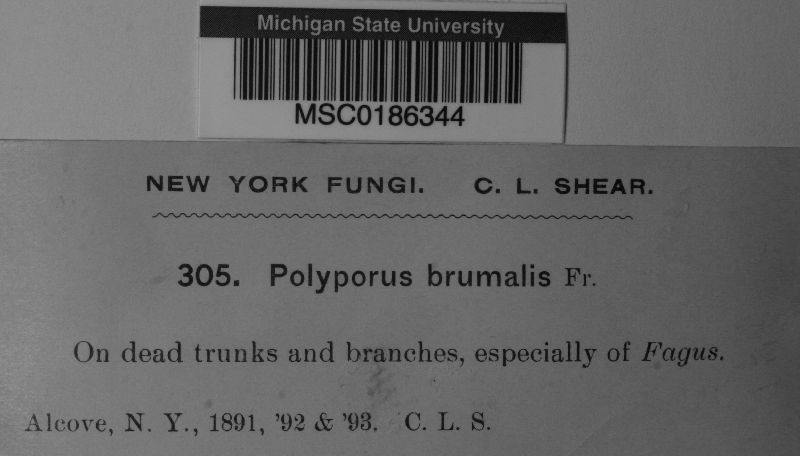 Michigan State University
MSC0186344
NEW YORK FUNGI. C. L. SHEAR.
305. Polyporus brumalis Fr.
On dead trunks and branches, especially of Fagus.
Alcove, N. Y., 1891, '92 & '93. C. L. S.